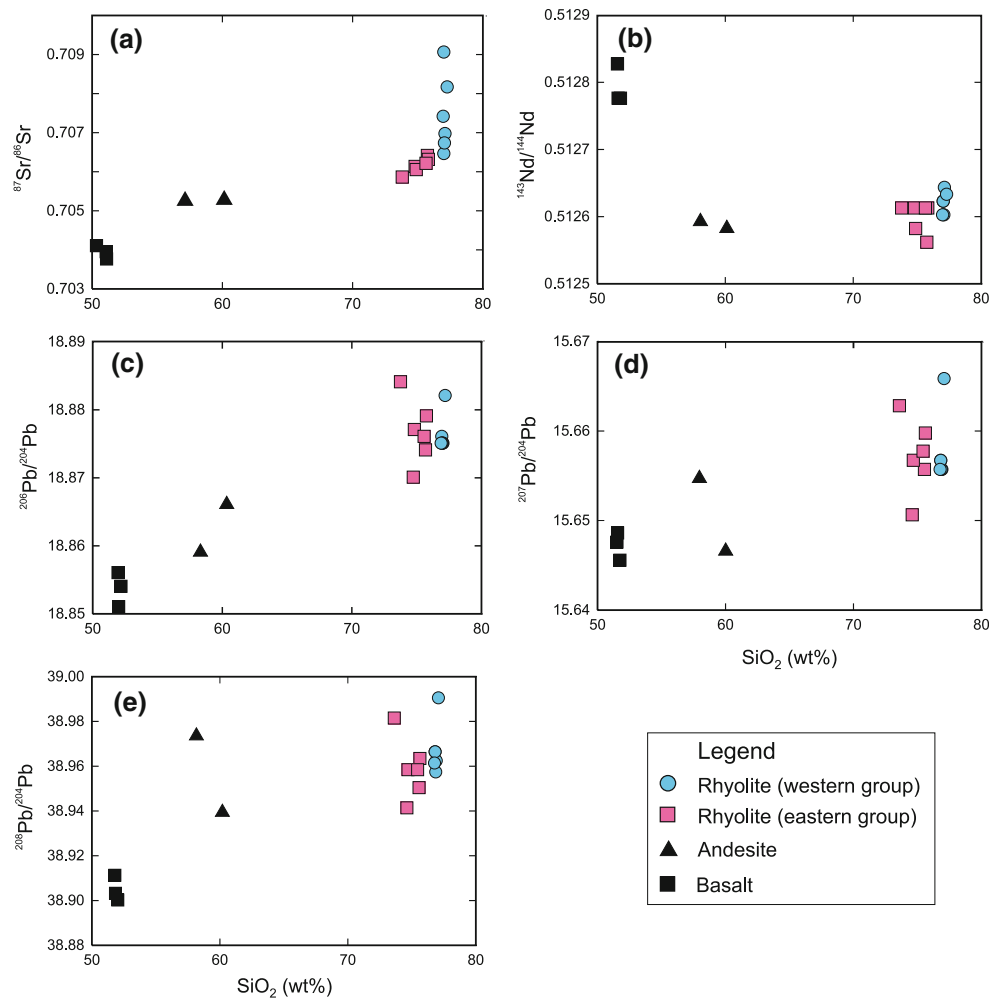 (a)
0.709
0.707
0.705
0.703
87Sr/86Sr
50 60 70 80
(b)
0.5129
0.5128
0.5127
0.5126
0.5125
143Nd/144Nd
50 60 70 80
(c)
18.89
18.88
18.87
18.86
18.85
206Pb/204Pb
50 60 70 80
(d)
15.67
15.66
15.65
15.64
207Pb/204Pb
50 60 70 80
SiO2 (wt%)
(e)
39.00
38.98
38.96
38.94
38.92
38.90
38.88
208Pb/204Pb
50 60 70 80
SiO2 (wt%)
Legend
Rhyolite (western group)
Rhyolite (eastern group)
Andesite
Basalt